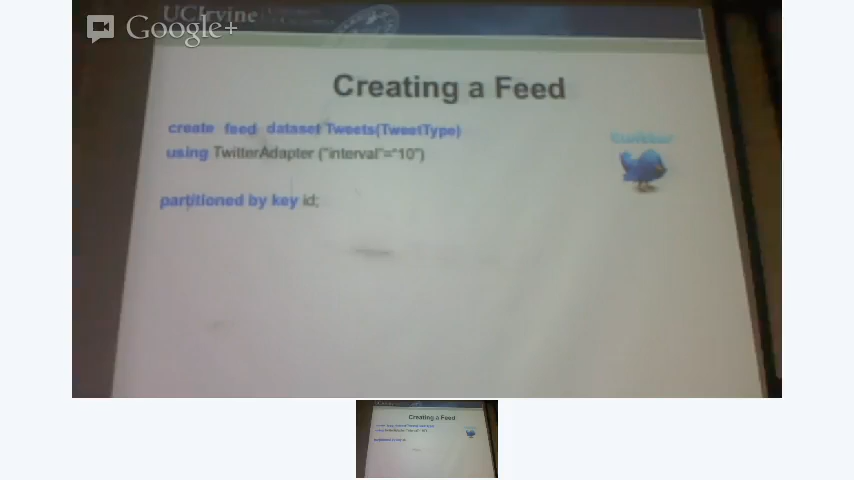 UCIrvine
Google+
Creating a Feed
create feed dataset Tweets(TweetType)
using TwitterAdapter ("interval"="10")
twitter
partitioned by key id;